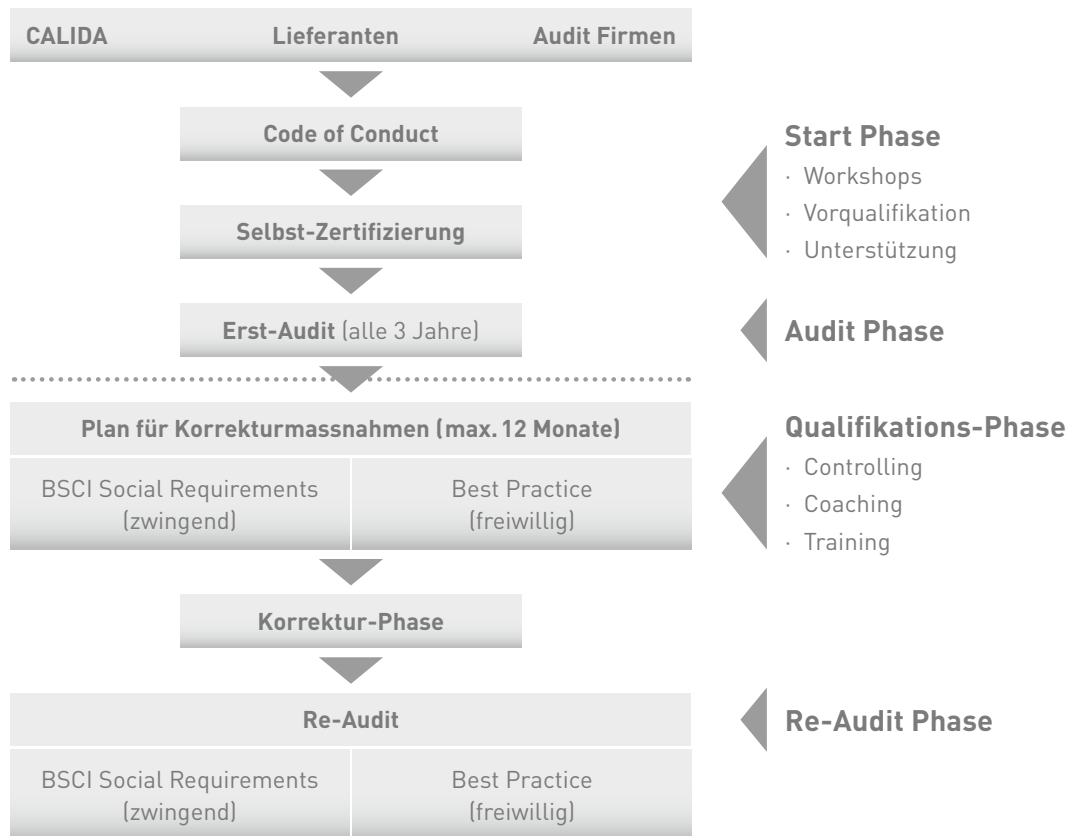 CALIDA Lieferanten Audit Firmen
Code of Conduct
Selbst-Zertifizierung
Erst-Audit (alle 3 Jahre)
Start Phase
· Workshops
· Vorqualifikation
· Unterstützung
Audit Phase
Plan für Korrekturmassnahmen (max. 12 Monate)
BSCI Social Requirements
(zwingend)
Best Practice
(freiwillig)
Qualifikations-Phase
· Controlling
· Coaching
· Training
Korrektur-Phase
Re-Audit
BSCI Social Requirements
(zwingend)
Best Practice
(freiwillig)
Re-Audit Phase